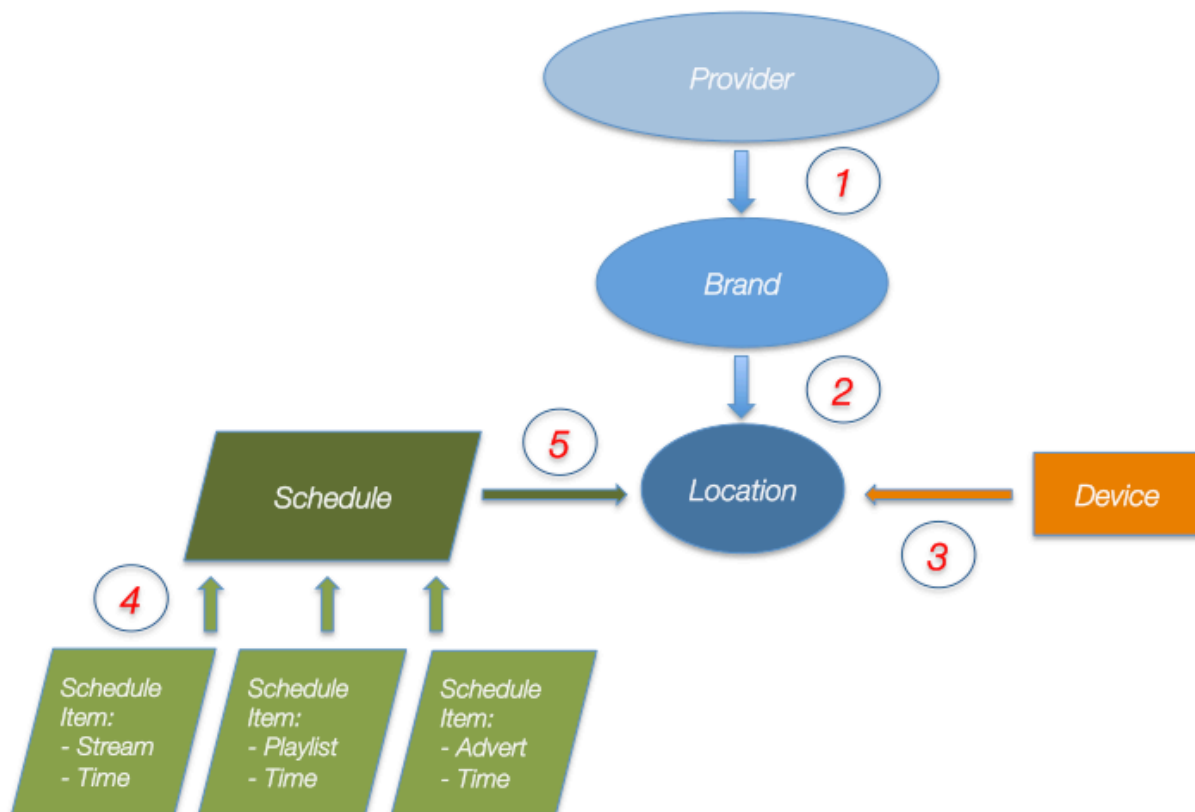 Provider
1
Brand
2
5
Schedule
Location
Device
3
4
Schedule
Item:
- Stream
- Time
Schedule
Item:
- Playlist
- Time
Schedule
Item:
- Advert
- Time